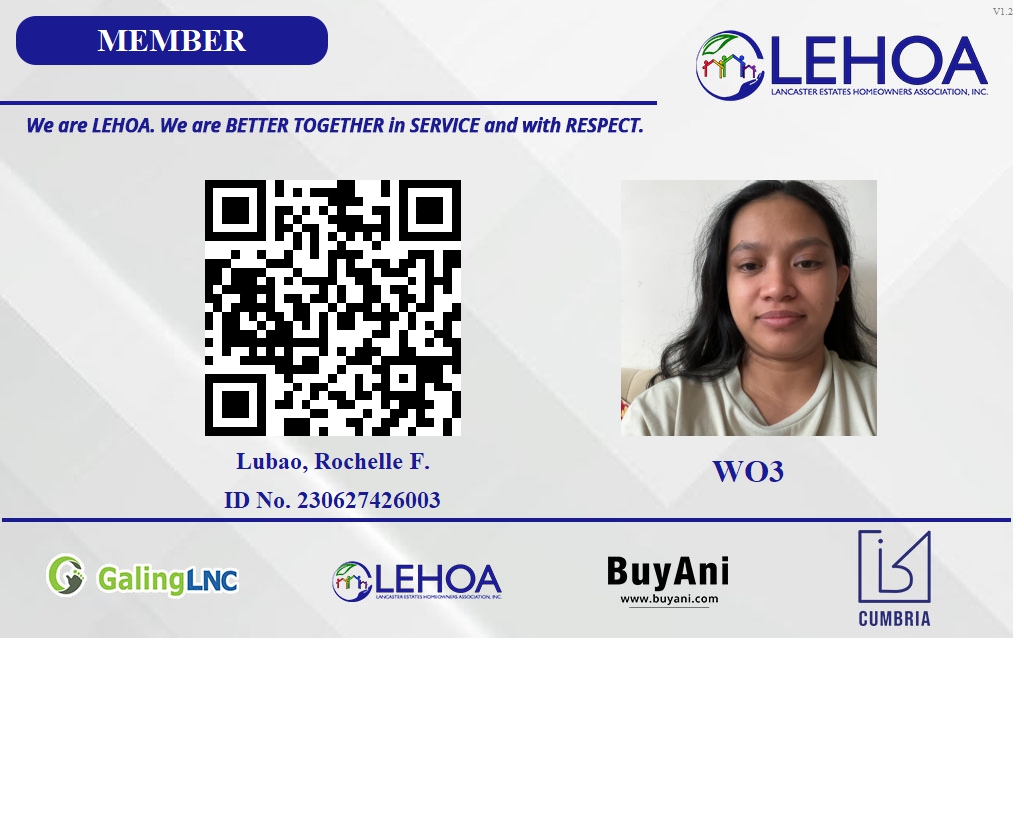 V1.2
MEMBER
LEHOA
LANCASTER ESTATES HOMEOWNERS ASSOCIATION, INC.
We are LEHOA. We are BETTER TOGETHER in SERVICE and with RESPECT.
Lubao, Rochelle F.
ID No. 230627426003
WO3
GalingLNC
LEHOA
LANCASTER ESTATES HOMEOWNERS ASSOCIATION, INC.
BuyAni
www.buyani.com
CUMBRIA